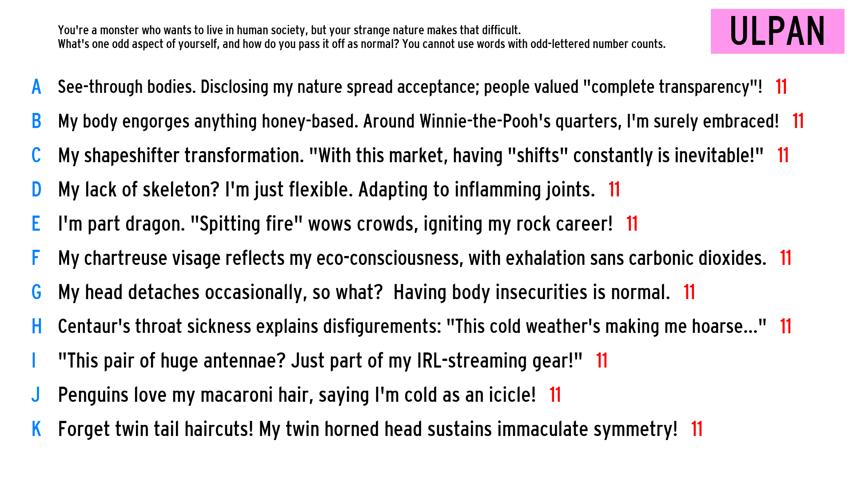 You're a monster who wants to live in human society, but your strange nature makes that difficult.
What's one odd aspect of yourself, and how do you pass it off as normal? You cannot use words with odd-lettered number counts.
ULPAN
A See-through bodies. Disclosing my nature spread acceptance; people valued "complete transparency"! 11
B My body engorges anything honey-based. Around Winnie-the-Pooh's quarters, I'm surely embraced! 11
C My shapeshifter transformation. "With this market, having "shifts" constantly is inevitable!" 11
D My lack of skeleton? I'm just flexible. Adapting to inflamming joints. 11
E I'm part dragon. "Spitting fire" wows crowds, igniting my rock career! 11
F My chartreuse visage reflects my eco-consciousness, with exhalation sans carbonic dioxides. 11
G My head detaches occasionally, so what? Having body insecurities is normal. 11
H Centaur's throat sickness explains disfigurements: "This cold weather's making me hoarse..." 11
I "This pair of huge antennae? Just part of my IRL-streaming gear!" 11
J Penguins love my macaroni hair, saying I'm cold as an icicle! 11
K Forget twin tail haircuts! My twin horned head sustains immaculate symmetry! 11